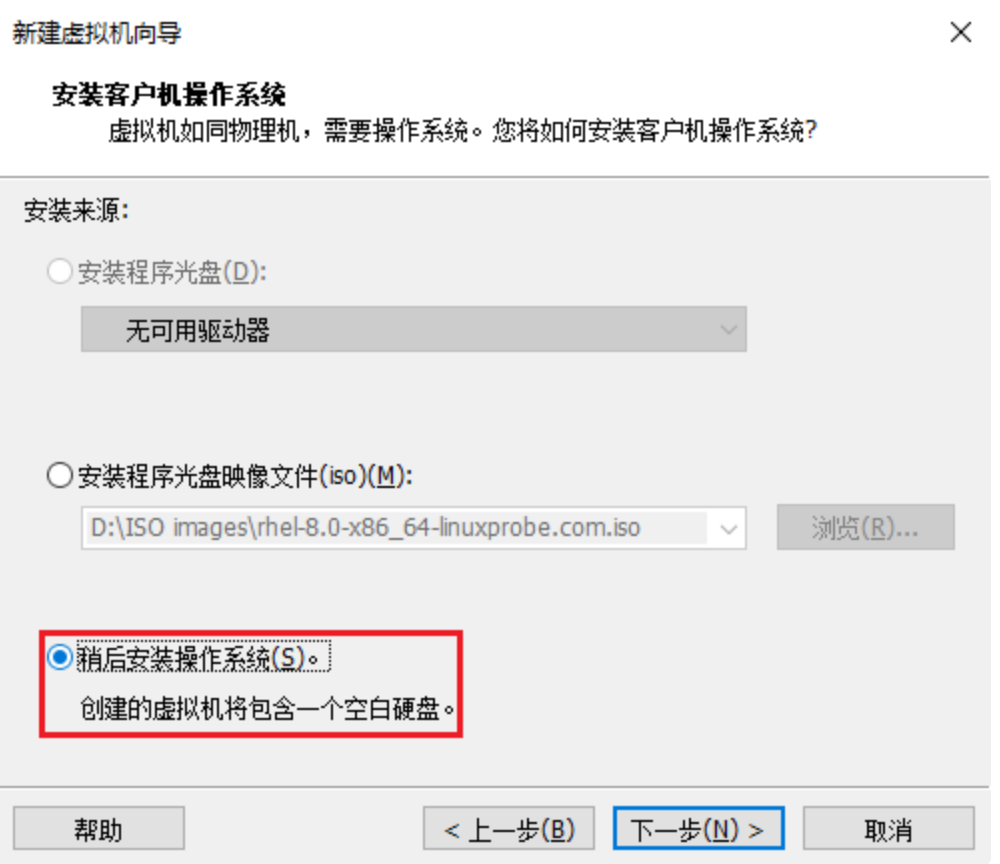 新建虚拟机向导
安装客户机操作系统
虚拟机如同物理机，需要操作系统。您将如何安装客户机操作系统?
安装来源:
安装程序光盘(D):
无可用驱动器
安装程序光盘映像文件(iso)(M):
D:\ISO images\rhel-8.0-x86_64-linuxprobe.com.iso
浏览(R)...
稍后安装操作系统(S)。
创建的虚拟机将包含一个空白硬盘。
帮助
< 上一步(B)
下一步(N) >
取消